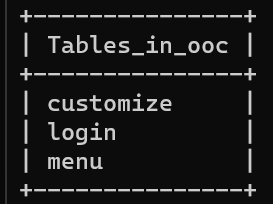 +----------------+
| Tables_in_ooc |
+----------------+
| customize |
| login |
| menu |
+----------------+